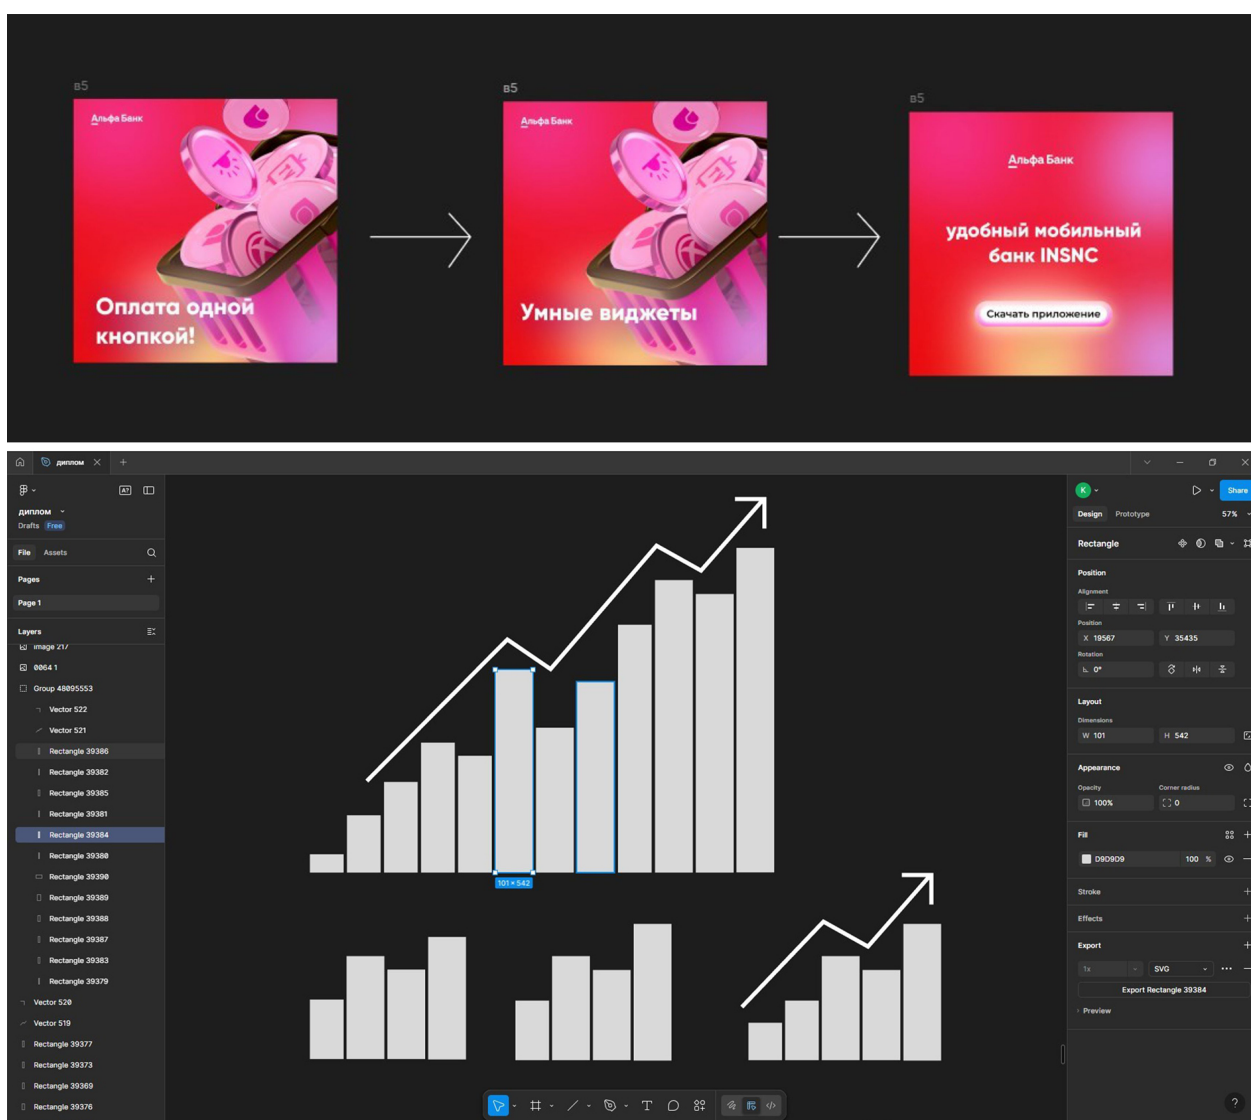 в5
Альфа Банк
Оплата одной
кнопкой!
в5
Альфа Банк
Умные виджеты
в5
Альфа Банк
удобный мобильный
банк INSNC
Скачать приложение
диплом
A?
диплом
Drafts Free
File Assets
Pages
Page 1
Layers
image 217
0064 1
Group 48095553
Vector 522
Vector 521
Rectangle 39386
Rectangle 39382
Rectangle 39385
Rectangle 39381
Rectangle 39384
Rectangle 39380
Rectangle 39390
Rectangle 39389
Rectangle 39388
Rectangle 39387
Rectangle 39383
Rectangle 39379
Vector 520
Vector 519
Rectangle 39377
Rectangle 39373
Rectangle 39369
Rectangle 39376
101 × 542
K
Share
Design Prototype 57%
Rectangle
Position
Alignment
Position
X 19567 Y 35435
Rotation
0°
Layout
Dimensions
W 101 H 542
Appearance
Opacity Corner radius
100% 0
Fill
D9D9D9 100 %
Stroke
Effects
Export
1x SVG
Export Rectangle 39384
Preview
?